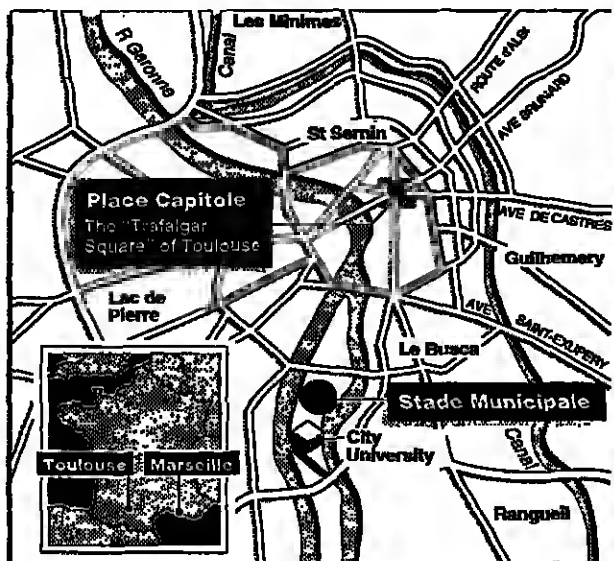 Les Minimes
R Garonne
Canal
ROUTE d'ALBI
AVE BRUNARD
St Sernin
Place Capitole
The "Trafalgar
Square" of Toulouse
AVE DE CASTRES
Guilhemery
Lac de
Pierre
AVE SAINT-EXUPERY
Le Busca
Stade Municipale
City
University
Toulouse
Marseille
Canal
Rangueil